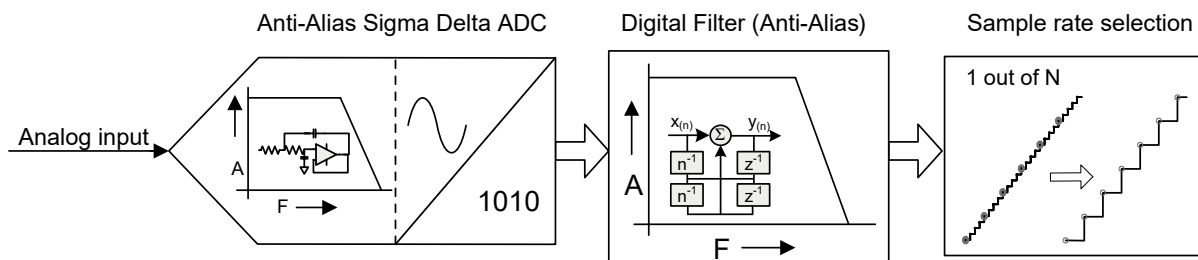 Anti-Alias Sigma Delta ADC
Digital Filter (Anti-Alias)
Sample rate selection
Analog input
A
F
1010
A
F
x(n)
Σ
y(n)
n-1
z-1
n-1
z-1
1 out of N